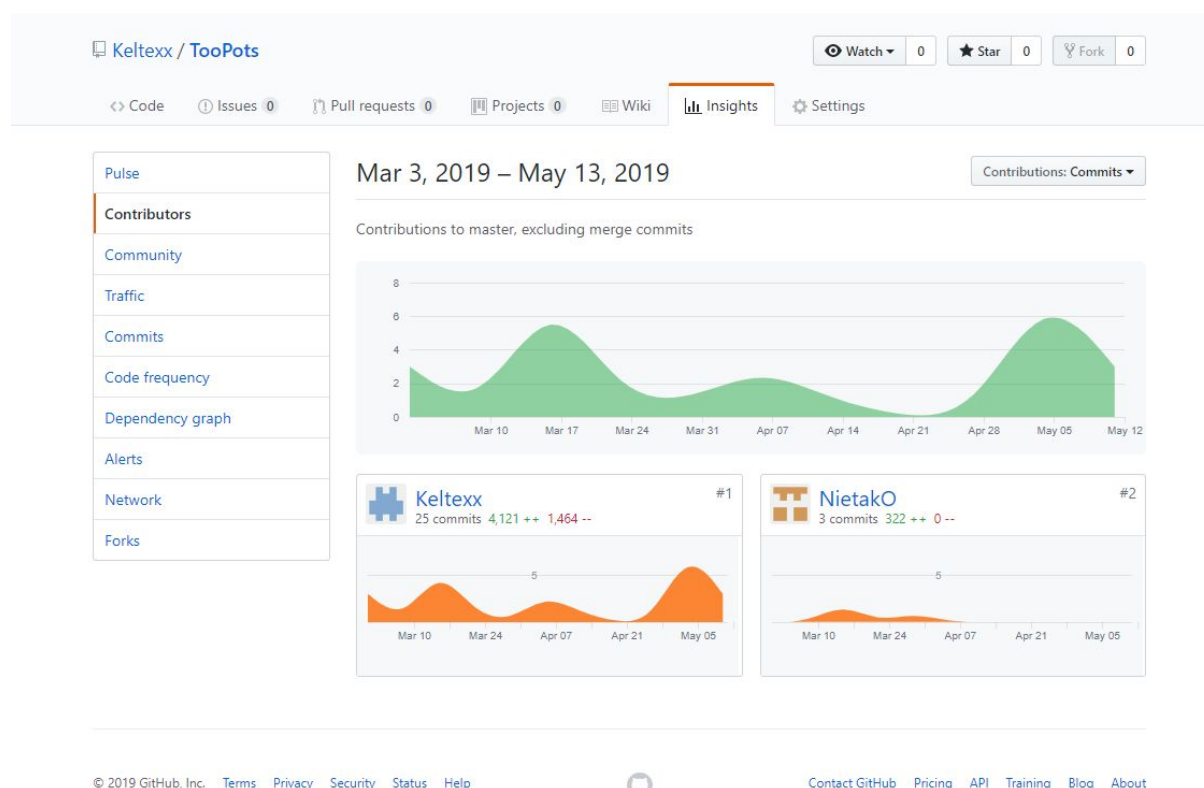 Keltexx / TooPots
Watch 0 Star 0 Fork 0
<> Code Issues 0 Pull requests 0 Projects 0 Wiki Insights Settings
Pulse
Contributors
Community
Traffic
Commits
Code frequency
Dependency graph
Alerts
Network
Forks
Mar 3, 2019 – May 13, 2019
Contributions: Commits
Contributions to master, excluding merge commits
8
6
4
2
0
Mar 10 Mar 17 Mar 24 Mar 31 Apr 07 Apr 14 Apr 21 Apr 28 May 05 May 12
Keltexx #1
25 commits 4,121 ++ 1,464 --
5
Mar 10 Mar 24 Apr 07 Apr 21 May 05
NietakO #2
3 commits 322 ++ 0 --
5
Mar 10 Mar 24 Apr 07 Apr 21 May 05
© 2019 GitHub, Inc. Terms Privacy Security Status Help Contact GitHub Pricing API Training Blog About